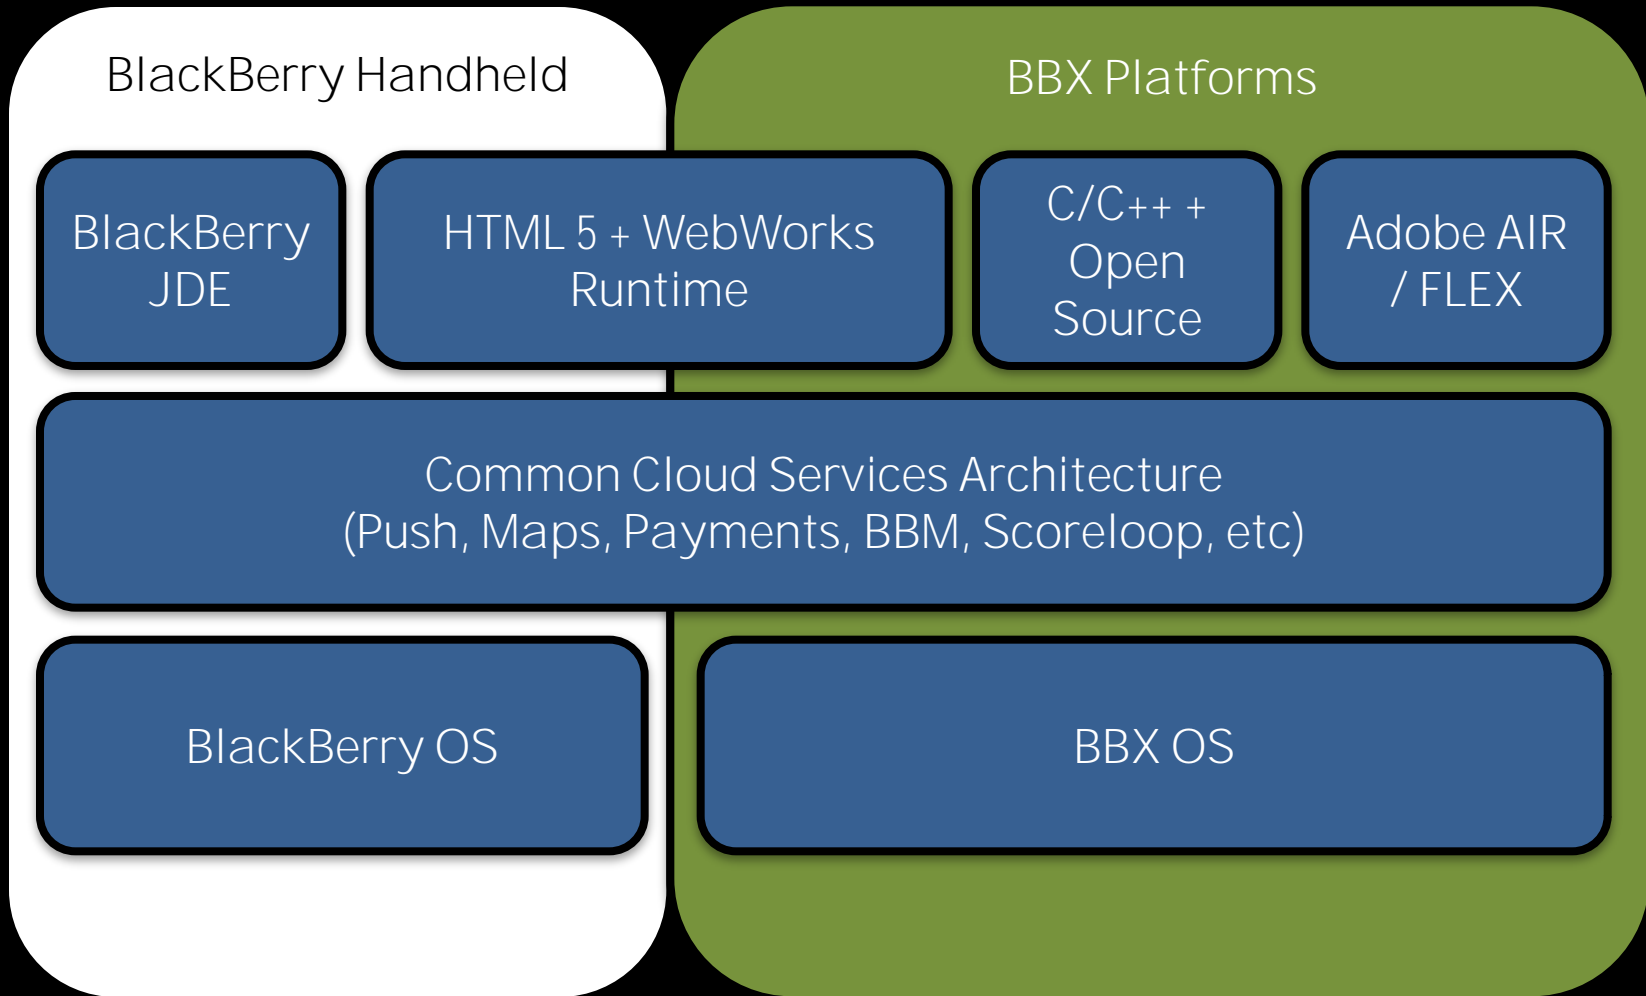 BlackBerry Handheld
BBX Platforms
BlackBerry
JDE
HTML 5 + WebWorks
Runtime
C/C++ +
Open
Source
Adobe AIR
/ FLEX
Common Cloud Services Architecture
(Push, Maps, Payments, BBM, Scoreloop, etc)
BlackBerry OS
BBX OS